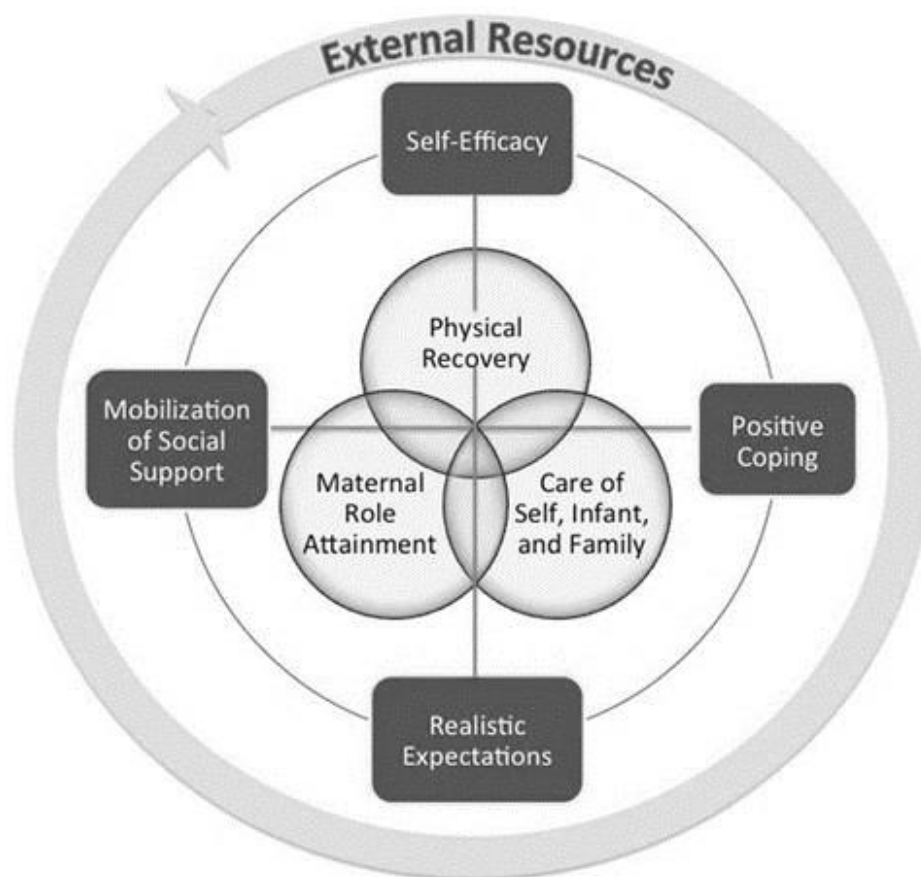 External Resources
Self-Efficacy
Physical
Recovery
Mobilization
of Social
Support
Positive
Coping
Maternal
Role
Attainment
Care of
Self, Infant,
and Family
Realistic
Expectations